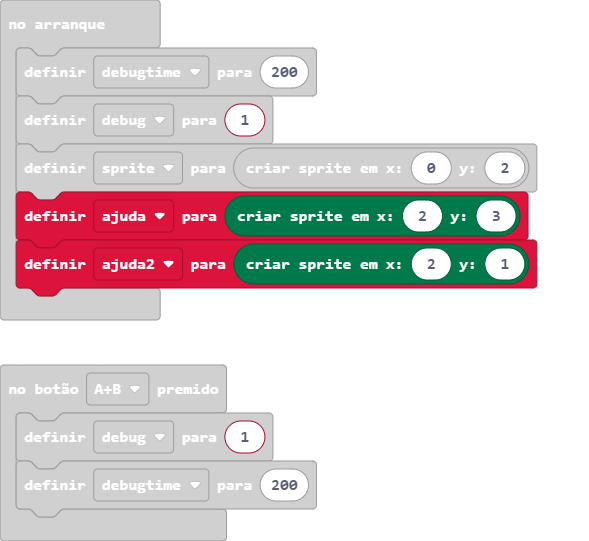 no arranque
definir debugtime para 200
definir debug para 1
definir sprite para criar sprite em x: 0 y: 2
definir ajuda para criar sprite em x: 2 y: 3
definir ajuda2 para criar sprite em x: 2 y: 1
no botão A+B premido
definir debug para 1
definir debugtime para 200